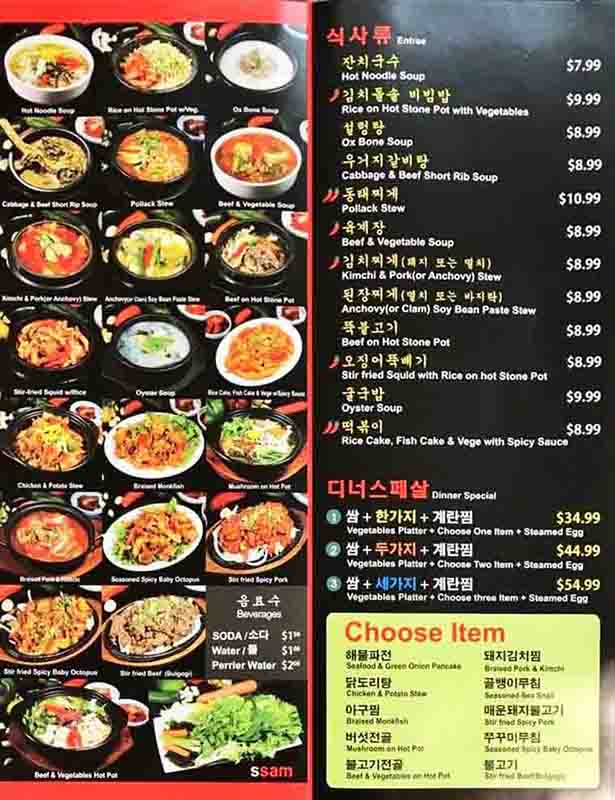 Hot Noodle Soup
Rice on Hot Stone Pot w/Veg.
Ox Bone Soup
Cabbage & Beef Short Rip Soup
Pollack Stew
Beef & Vegetable Soup
Kimchi & Pork(or Anchovy) Stew
Anchovy(or Clam) Soy Bean Paste Stew
Beef on Hot Stone Pot
Stir-fried Squid w/Rice
Oyster Soup
Rice Cake, Fish Cake & Vege w/Spicy Sauce
Chicken & Potato Stew
Braised Monkfish
Mushroom on Hot Pot
Braised Pork & Kimchi
Seasoned Spicy Baby Octopus
Stir fried Spicy Pork
Stir fried Spicy Baby Octopus
Stir fried Beef (Bulgogi)
음료수
Beverages
SODA / 소다
Water / 물
Perrier Water
Beef & Vegetables Hot Pot
ssam
식사류 Entree
잔치국수 $7.99
Hot Noodle Soup
김치돌솥 비빔밥 $9.99
Rice on Hot Stone Pot with Vegetables
설렁탕 $8.99
Ox Bone Soup
우거지갈비탕 $8.99
Cabbage & Beef Short Rib Soup
동태찌게 $10.99
Pollack Stew
육계장 $8.99
Beef & Vegetable Soup
김치찌게(돼지 또는 멸치) $8.99
Kimchi & Pork(or Anchovy) Stew
된장찌게(멸치 또는 바지락) $8.99
Anchovy(or Clam) Soy Bean Paste Stew
뚝불고기 $8.99
Beef on Hot Stone Pot
오징어뚝배기 $8.99
Stir fried Squid with Rice on hot Stone Pot
굴국밥 $9.99
Oyster Soup
떡볶이 $8.99
Rice Cake, Fish Cake & Vege with Spicy Sauce
디너스페샬 Dinner Special
1 쌈 + 한가지 + 계란찜 $34.99
Vegetables Platter + Choose One Item + Steamed Egg
2 쌈 + 두가지 + 계란찜 $44.99
Vegetables Platter + Choose Two Item + Steamed Egg
3 쌈 + 세가지 + 계란찜 $54.99
Vegetables Platter + Choose three Item + Steamed Egg
Choose Item
해물파전
Seafood & Green Onion Pancake
닭도리탕
Chicken & Potato Stew
아구찜
Braised Monkfish
버섯전골
Mushroom on Hot Pot
불고기전골
Beef & Vegetables on Hot Pot
돼지김치찜
Braised Pork & Kimchi
골뱅이무침
Seasoned Sea Snail
매운돼지불고기
Stir fried Spicy Pork
쭈꾸미무침
Seasoned Spicy Baby Octopus
불고기
Stir fried Beef(Bulgogi)